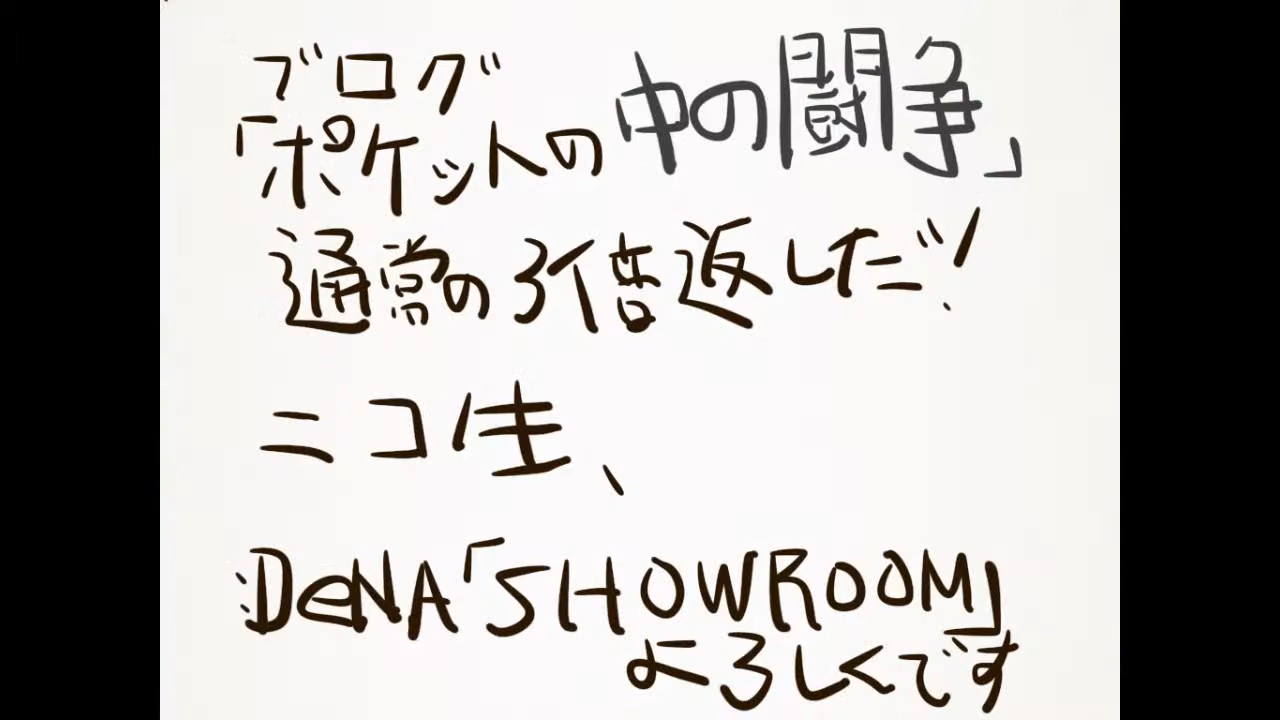 ブログ
「ポケットの中の闘争」
通常の3倍返しだ!
ニコ生、
DeNA「SHOWROOM」
よろしくです